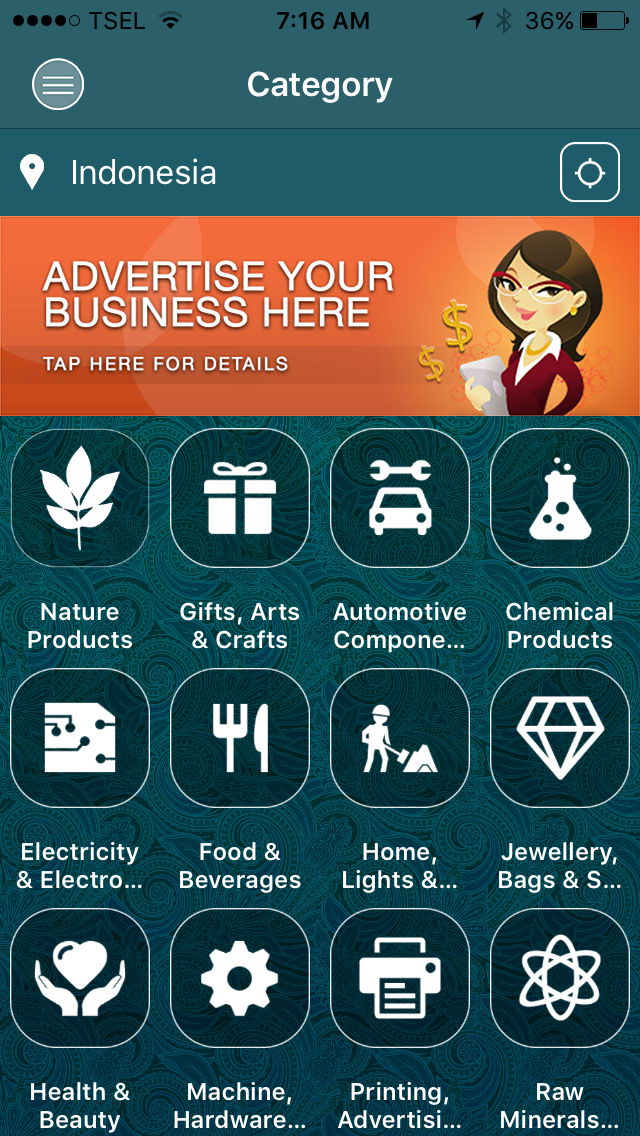 TSEL 7:16 AM 36%
Category
Indonesia
ADVERTISE YOUR
BUSINESS HERE
TAP HERE FOR DETAILS
Nature
Products
Gifts, Arts
& Crafts
Automotive
Compone...
Chemical
Products
Electricity
& Electro...
Food &
Beverages
Home,
Lights &...
Jewellery,
Bags & S...
Health &
Beauty
Machine,
Hardware...
Printing,
Advertisi...
Raw
Minerals...